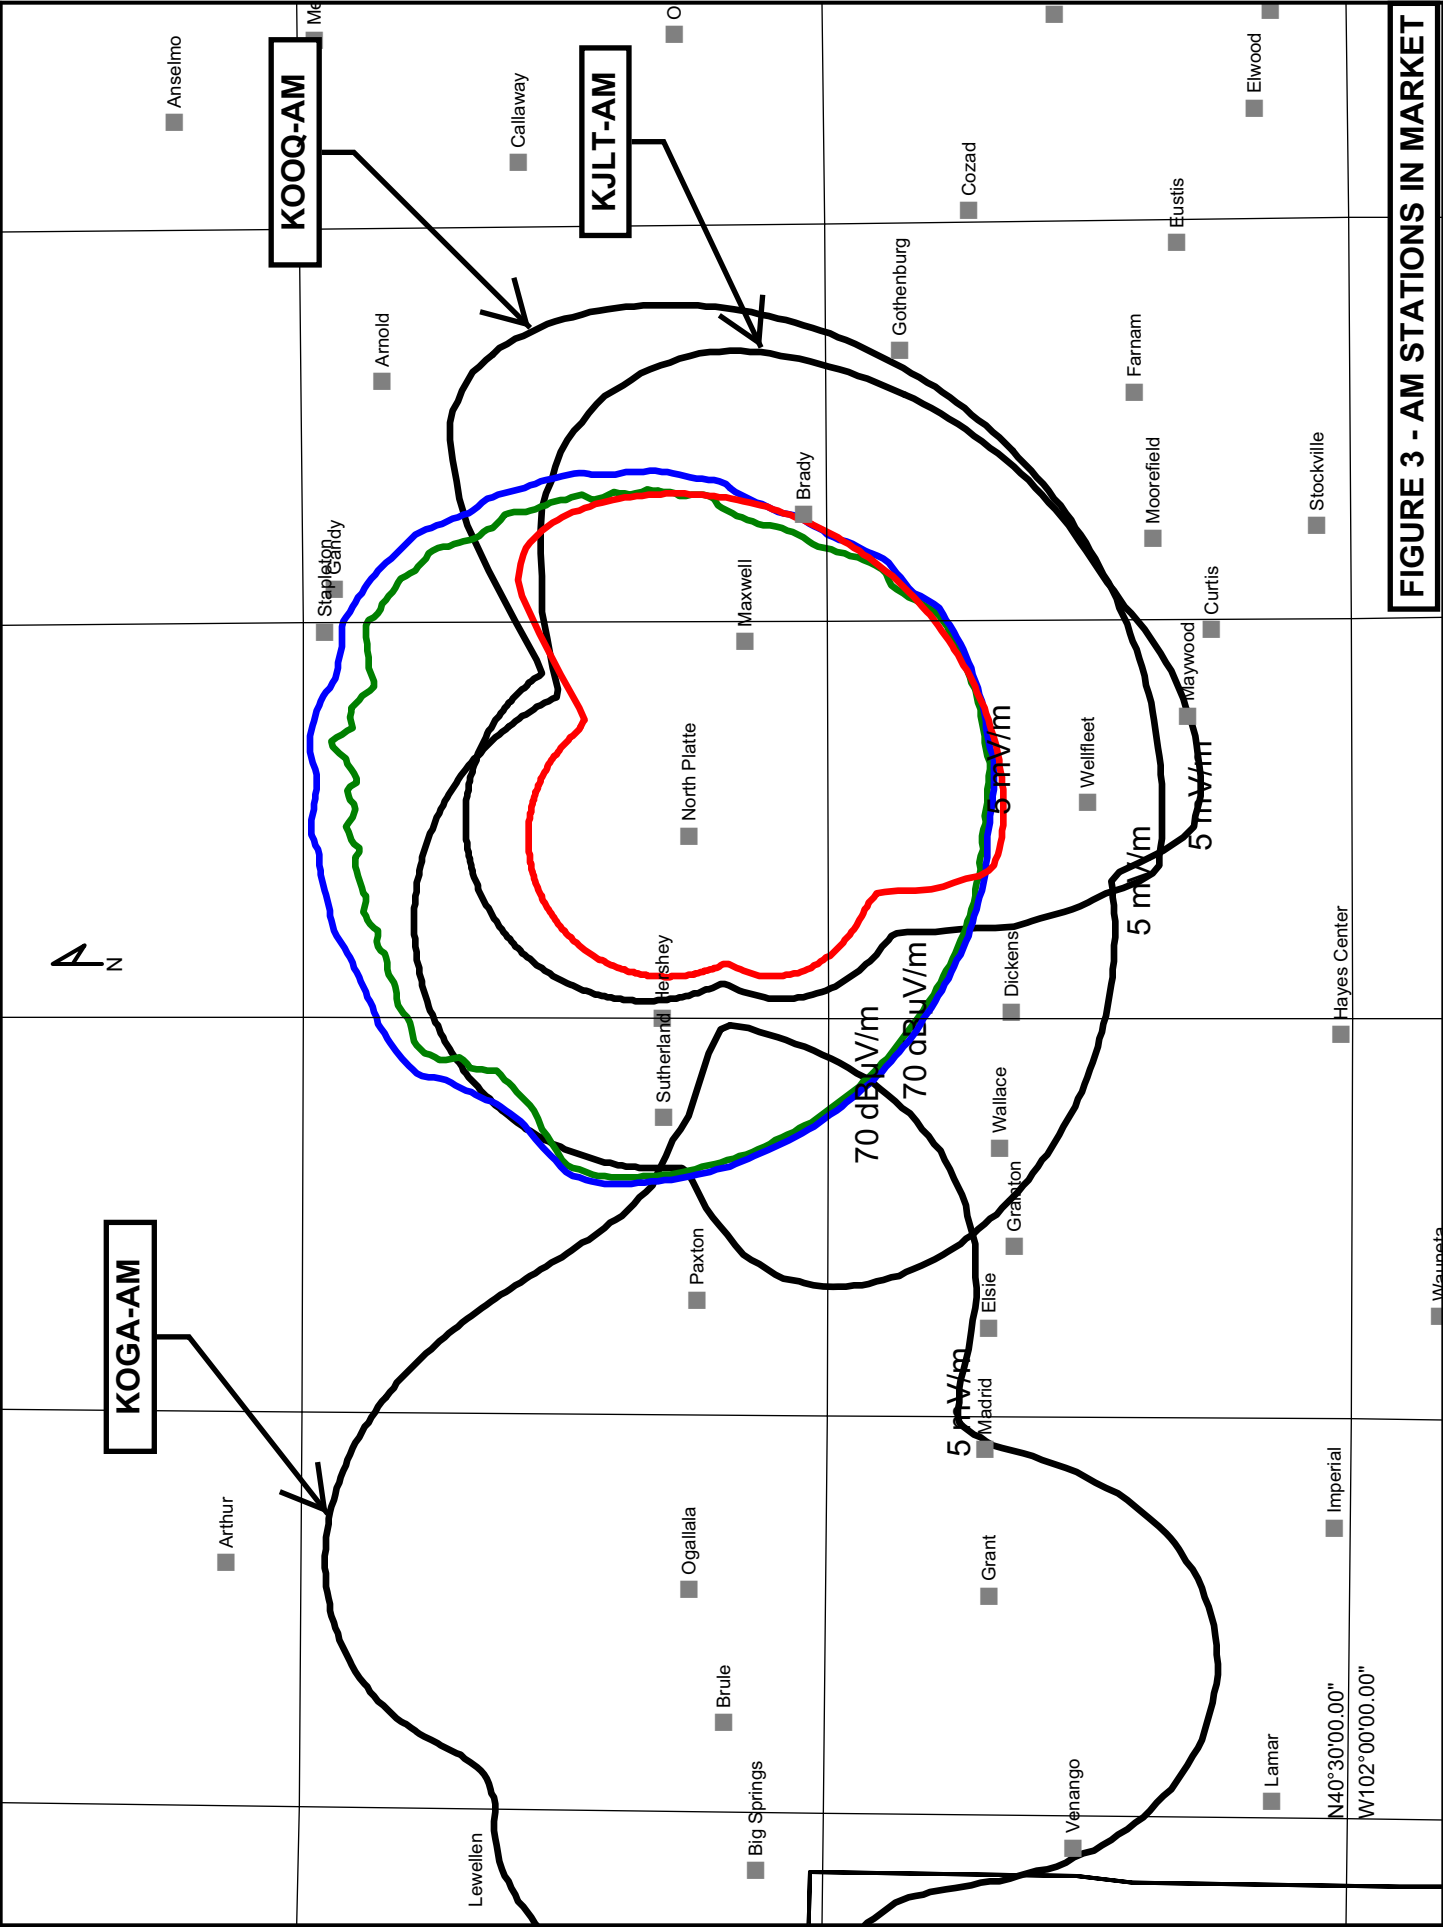 Anselmo
Me
O
KOOQ-AM
KJLT-AM
Callaway
Elwood
Cozad
Eustis
Arnold
Gothenburg
Farnam
Brady
Moorefield
Stockville
Stapleton
Gandy
Maxwell
Curtis
Maywood
North Platte
Wellfleet
5 mV/m
5 mV/m
5 mV/m
N
Hershey
Dickens
Hayes Center
Sutherland
70 dBuV/m
70 dBµV/m
Wallace
Grainton
Paxton
Elsie
Wauneta
KOGA-AM
5 mV/m
Madrid
Arthur
Ogallala
Grant
Imperial
Brule
Big Springs
Lewellen
Venango
Lamar
N40°30'00.00"
W102°00'00.00"
FIGURE 3 - AM STATIONS IN MARKET